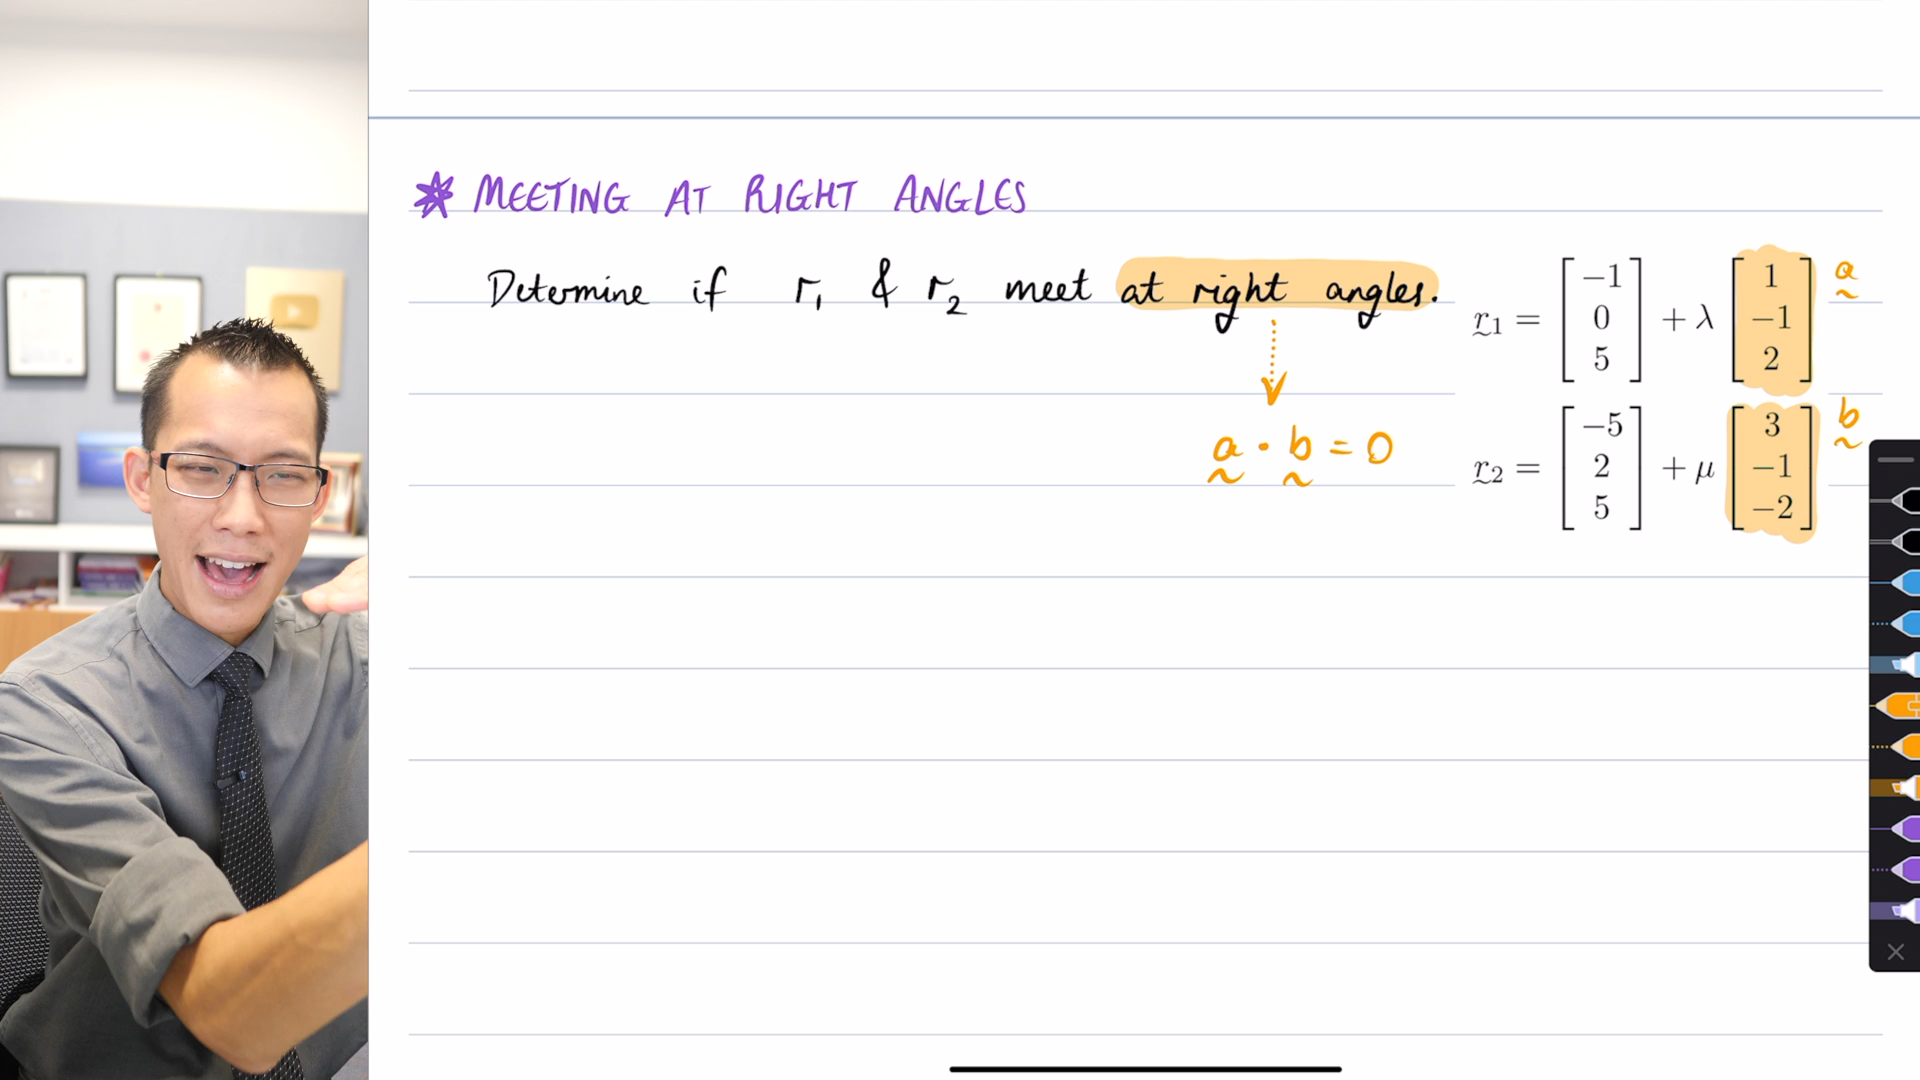 * MEETING AT RIGHT ANGLES
Determine if r₁ & r₂ meet at right angles.
a · b = 0
r₁ = [−1 0 5] + λ [1 −1 2] a
r₂ = [−5 2 5] + μ [3 −1 −2] b